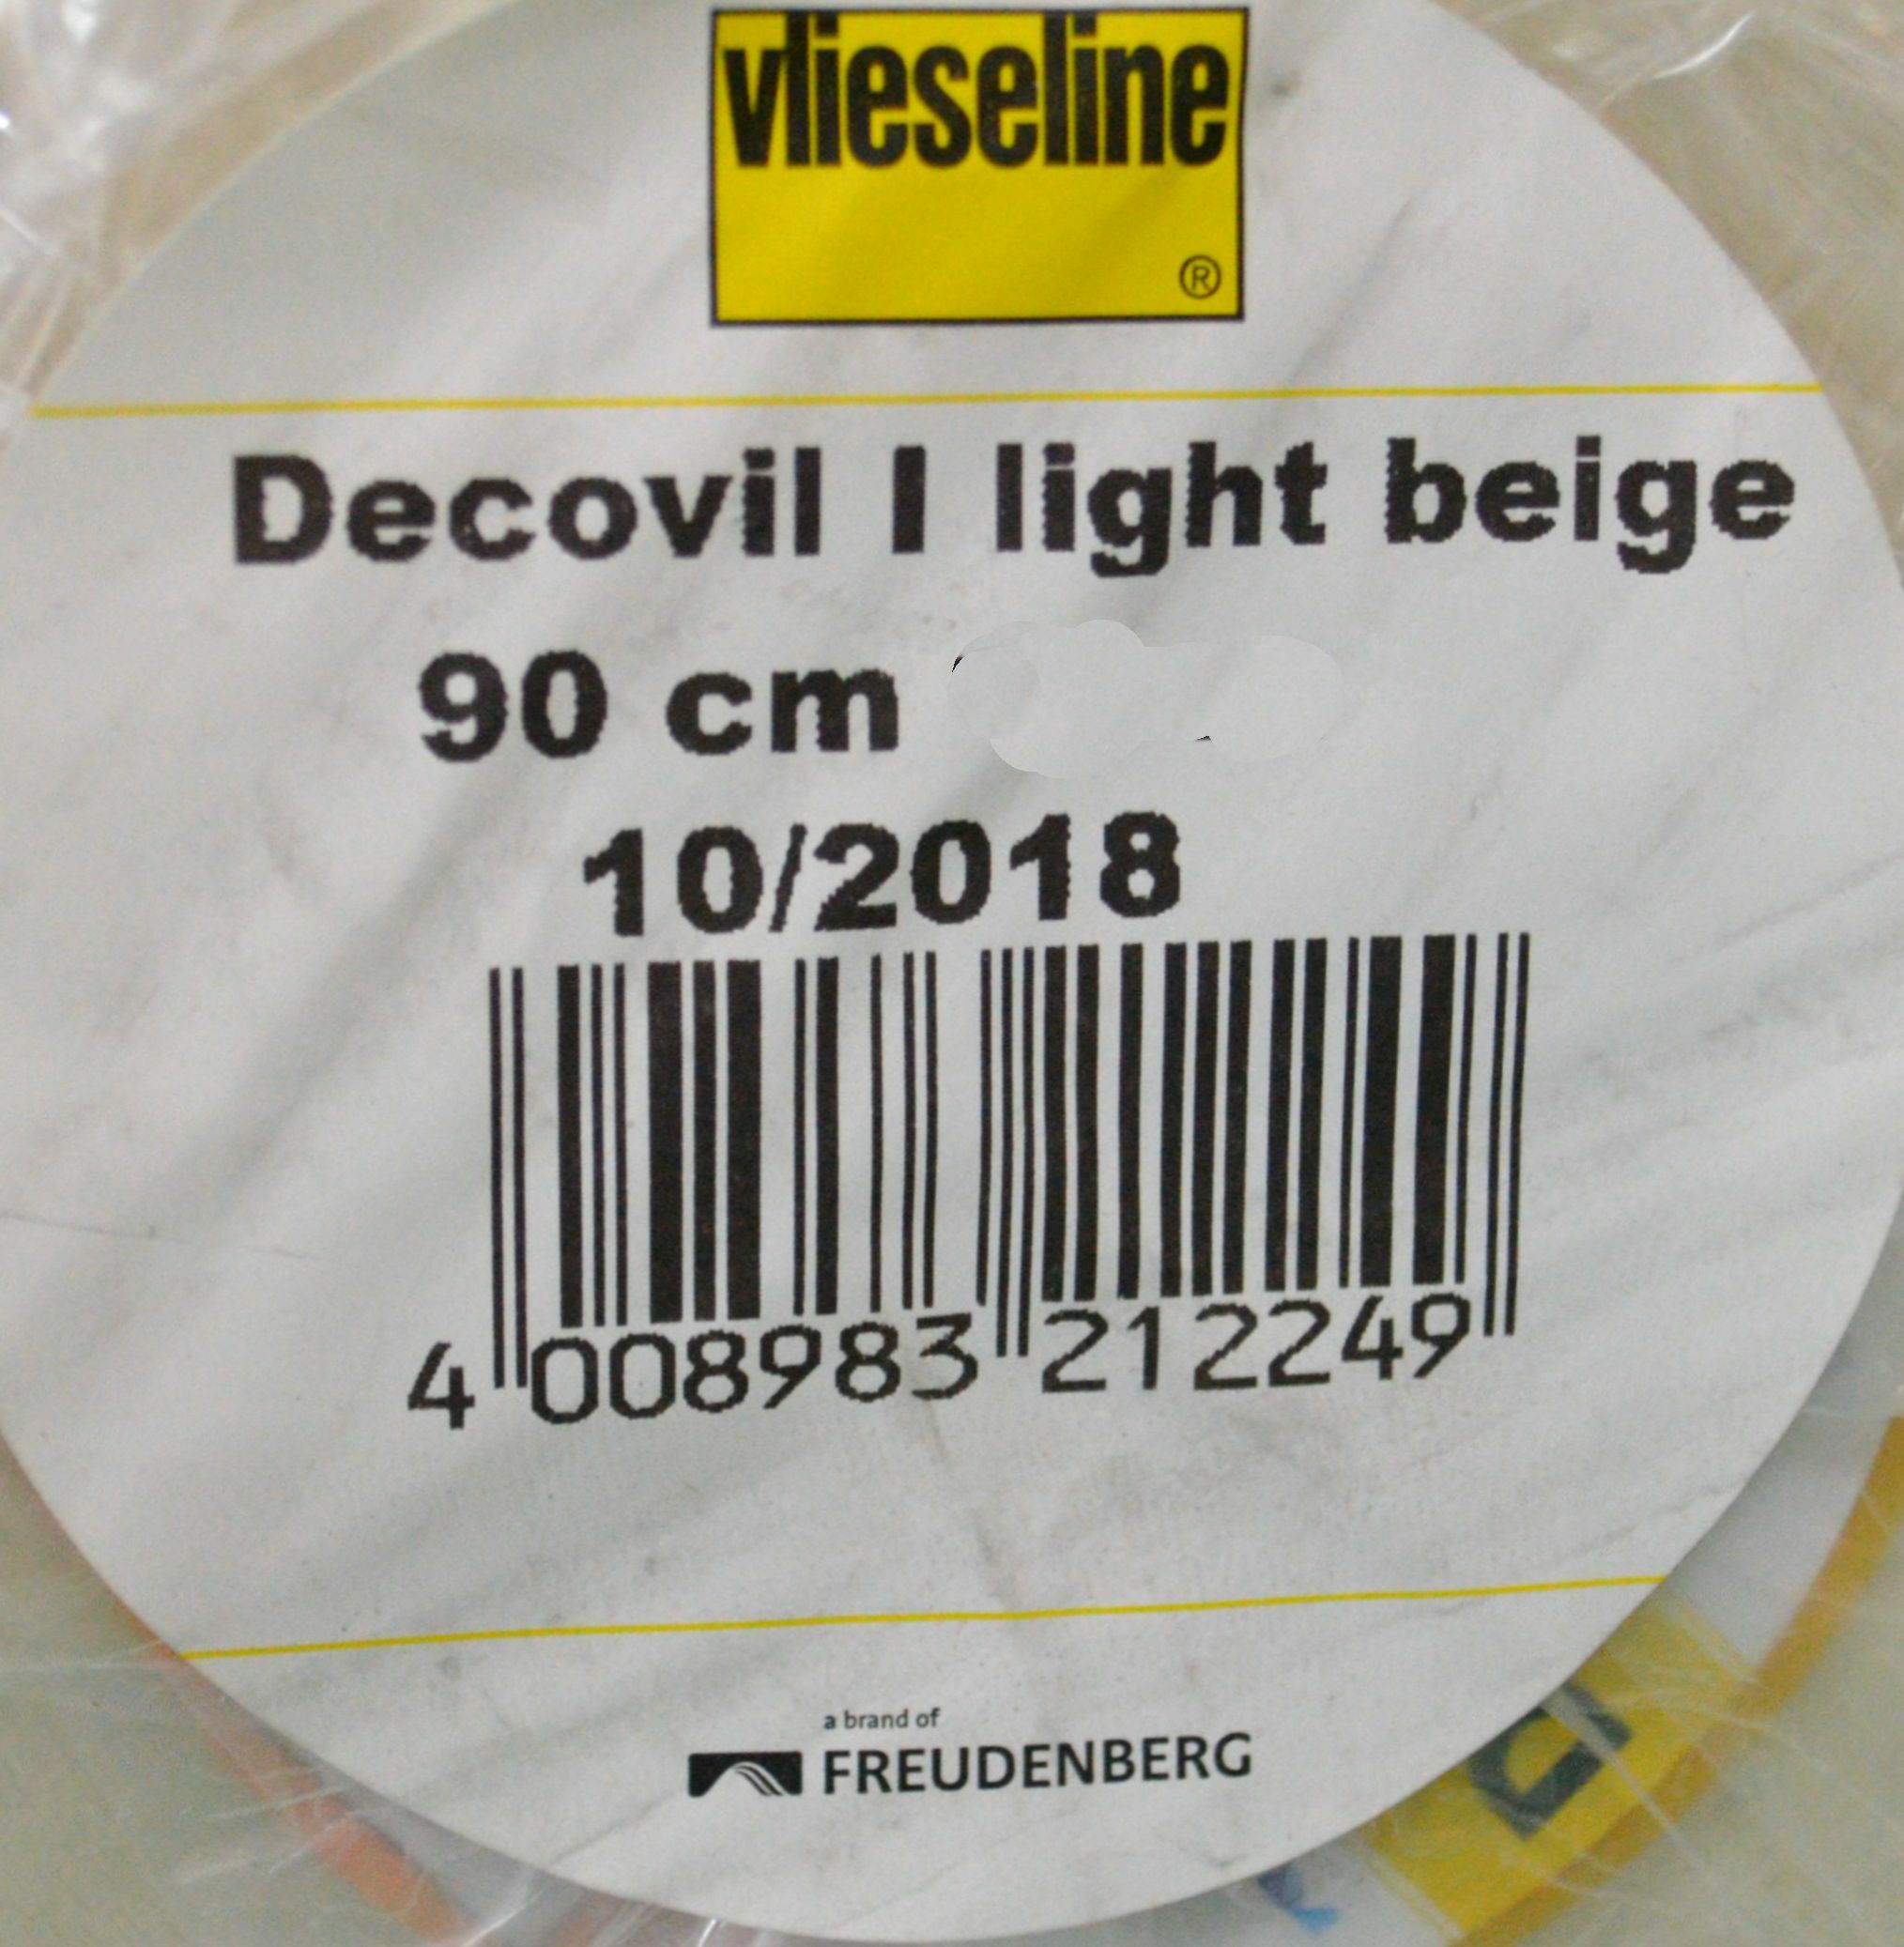 vlieseline
®
Decovil I light beige
90 cm
10/2018
4 008983 212249
a brand of
FREUDENBERG